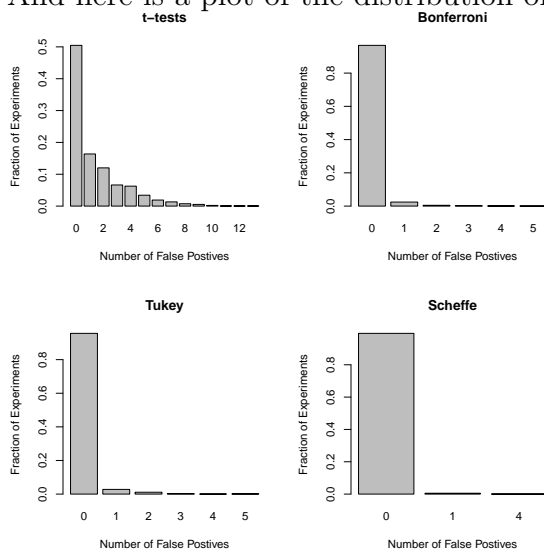 And here is a plot of the distribution of
t−tests
Fraction of Experiments
0.0 0.1 0.2 0.3 0.4 0.5
0 2 4 6 8 10 12
Number of False Postives
Bonferroni
Fraction of Experiments
0.0 0.2 0.4 0.6 0.8
0 1 2 3 4 5
Number of False Postives
Tukey
Fraction of Experiments
0.0 0.2 0.4 0.6 0.8
0 1 2 3 4 5
Number of False Postives
Scheffe
Fraction of Experiments
0.0 0.2 0.4 0.6 0.8
0 1 4
Number of False Postives